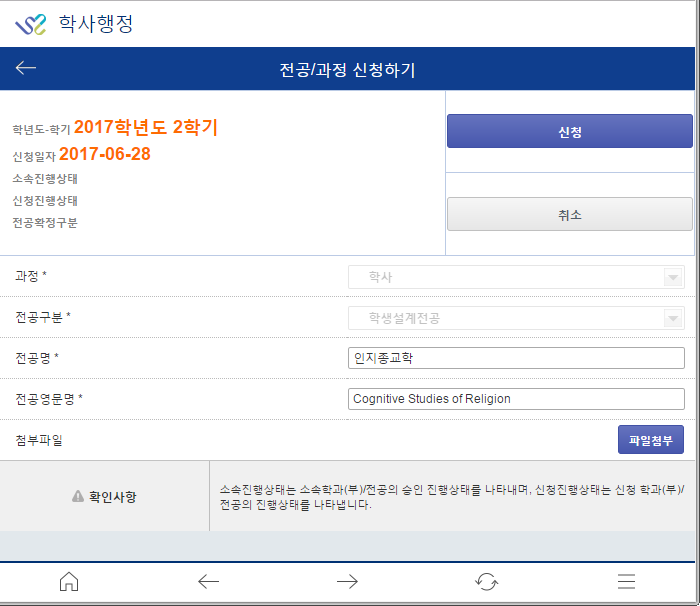 학사행정
전공/과정 신청하기
학년도-학기 2017학년도 2학기
신청일자 2017-06-28
소속진행상태
신청진행상태
전공확정구분
신청
취소
과정 * 학사
전공구분 * 학생설계전공
전공명 * 인지종교학
전공영문명 * Cognitive Studies of Religion
첨부파일 파일첨부
확인사항
소속진행상태는 소속학과(부)/전공의 승인 진행상태를 나타내며, 신청진행상태는 신청 학과(부)/
전공의 진행상태를 나타냅니다.